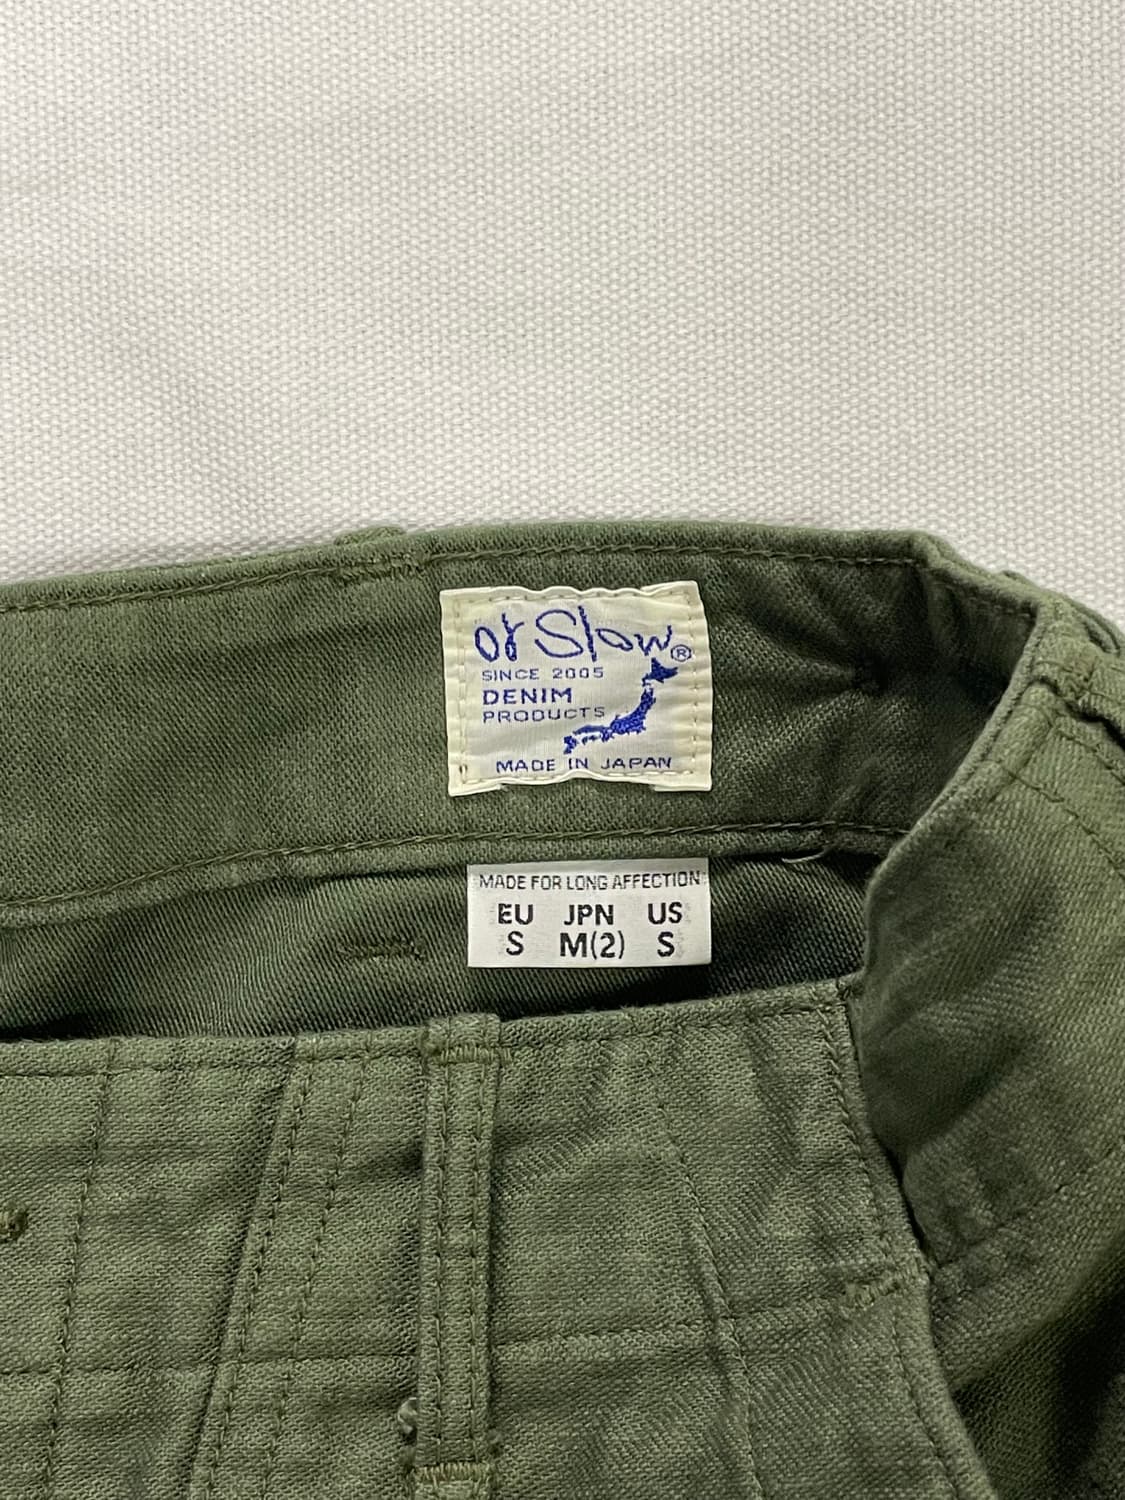 or Slow®
SINCE 2005
DENIM
PRODUCTS
MADE IN JAPAN
MADE FOR LONG AFFECTION
EU JPN US
S M(2) S